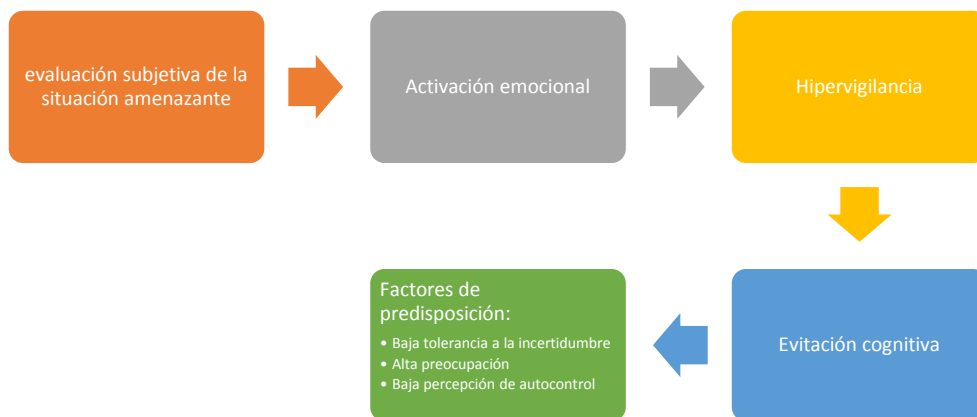 evaluación subjetiva de la
situación amenazante
Activación emocional
Hipervigilancia
Factores de
predisposición:
• Baja tolerancia a la incertidumbre
• Alta preocupación
• Baja percepción de autocontrol
Evitación cognitiva